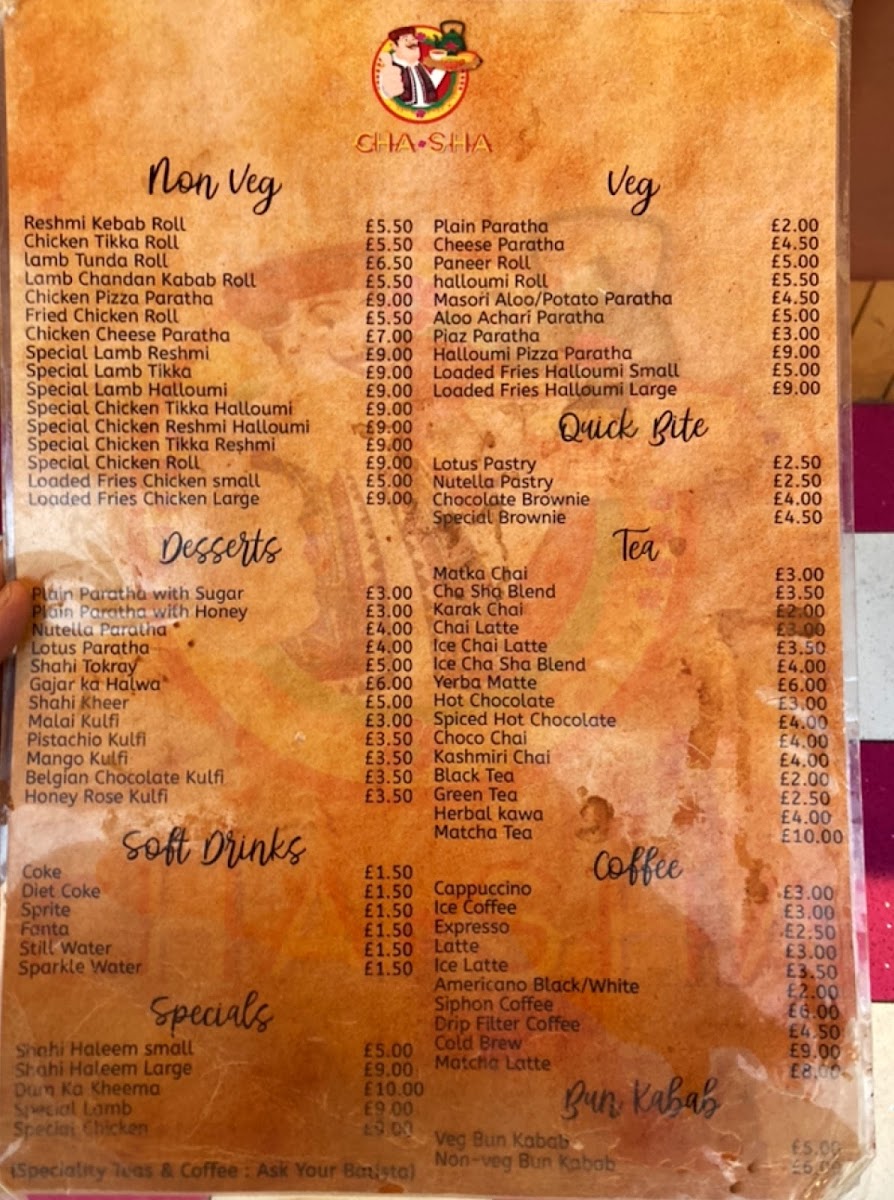 CHA•SHA
Non Veg
Reshmi Kebab Roll £5.50
Chicken Tikka Roll £5.50
lamb Tunda Roll £6.50
Lamb Chandan Kabab Roll £5.50
Chicken Pizza Paratha £9.00
Fried Chicken Roll £5.50
Chicken Cheese Paratha £7.00
Special Lamb Reshmi £9.00
Special Lamb Tikka £9.00
Special Lamb Halloumi £9.00
Special Chicken Tikka Halloumi £9.00
Special Chicken Reshmi Halloumi £9.00
Special Chicken Tikka Reshmi £9.00
Special Chicken Roll £9.00
Loaded Fries Chicken small £5.00
Loaded Fries Chicken Large £9.00
Desserts
Plain Paratha with Sugar £3.00
Plain Paratha with Honey £3.00
Nutella Paratha £4.00
Lotus Paratha £4.00
Shahi Tokray £5.00
Gajar ka Halwa £6.00
Shahi Kheer £5.00
Malai Kulfi £3.00
Pistachio Kulfi £3.50
Mango Kulfi £3.50
Belgian Chocolate Kulfi £3.50
Honey Rose Kulfi £3.50
Soft Drinks
Coke £1.50
Diet Coke £1.50
Sprite £1.50
Fanta £1.50
Still Water £1.50
Sparkle Water £1.50
Specials
Shahi Haleem small £5.00
Shahi Haleem Large £9.00
Dum Ka Kheema £10.00
Special Lamb £9.00
Special Chicken £9.00
(Speciality Teas & Coffee : Ask Your Batista)
Veg
Plain Paratha £2.00
Cheese Paratha £4.50
Paneer Roll £5.00
halloumi Roll £5.50
Masori Aloo/Potato Paratha £4.50
Aloo Achari Paratha £5.00
Piaz Paratha £3.00
Halloumi Pizza Paratha £9.00
Loaded Fries Halloumi Small £5.00
Loaded Fries Halloumi Large £9.00
Quick Bite
Lotus Pastry £2.50
Nutella Pastry £2.50
Chocolate Brownie £4.00
Special Brownie £4.50
Tea
Matka Chai £3.00
Cha Sha Blend £3.50
Karak Chai £2.00
Chai Latte £3.00
Ice Chai Latte £3.50
Ice Cha Sha Blend £4.00
Yerba Matte £6.00
Hot Chocolate £3.00
Spiced Hot Chocolate £4.00
Choco Chai £4.00
Kashmiri Chai £4.00
Black Tea £2.00
Green Tea £2.50
Herbal kawa £4.00
Matcha Tea £10.00
Coffee
Cappuccino £3.00
Ice Coffee £3.00
Expresso £2.50
Latte £3.00
Ice Latte £3.50
Americano Black/White £2.00
Siphon Coffee £6.00
Drip Filter Coffee £4.50
Cold Brew £9.00
Matcha Latte £8.00
Bun Kabab
Veg Bun Kabab £5.00
Non-veg Bun Kabab £6.00